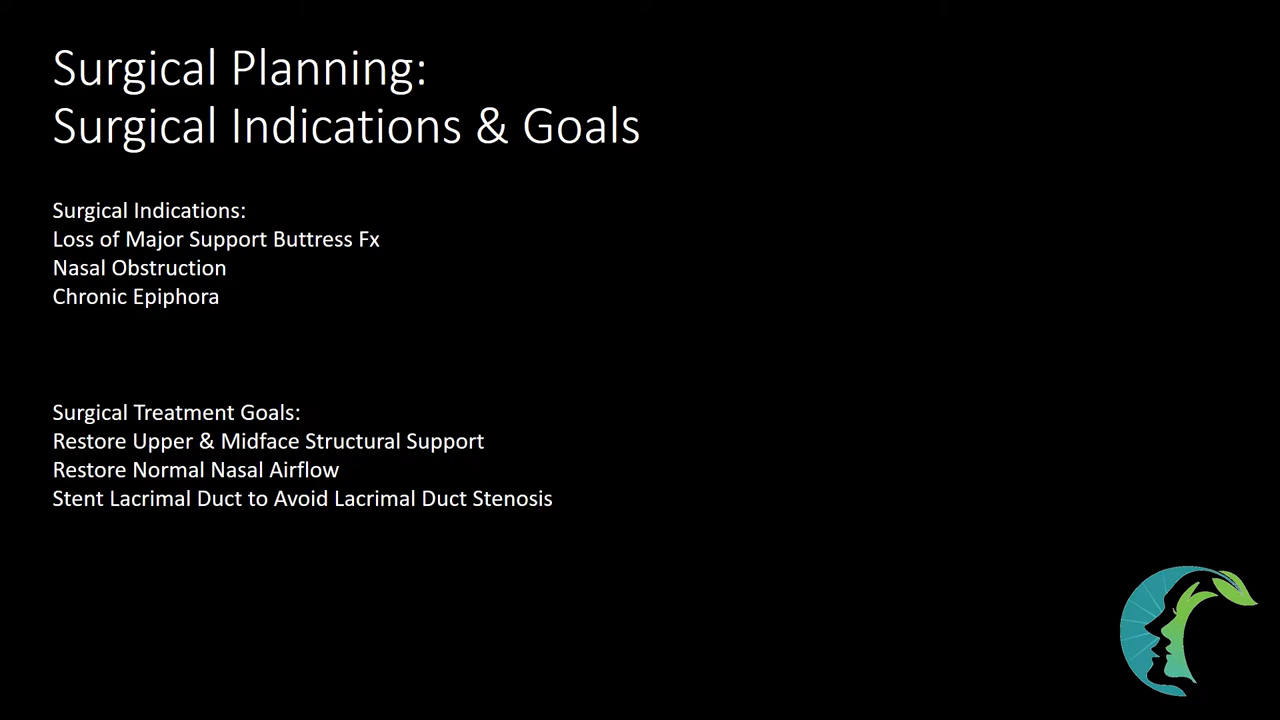 Surgical Planning:
Surgical Indications & Goals
Surgical Indications:
Loss of Major Support Buttress Fx
Nasal Obstruction
Chronic Epiphora
Surgical Treatment Goals:
Restore Upper & Midface Structural Support
Restore Normal Nasal Airflow
Stent Lacrimal Duct to Avoid Lacrimal Duct Stenosis